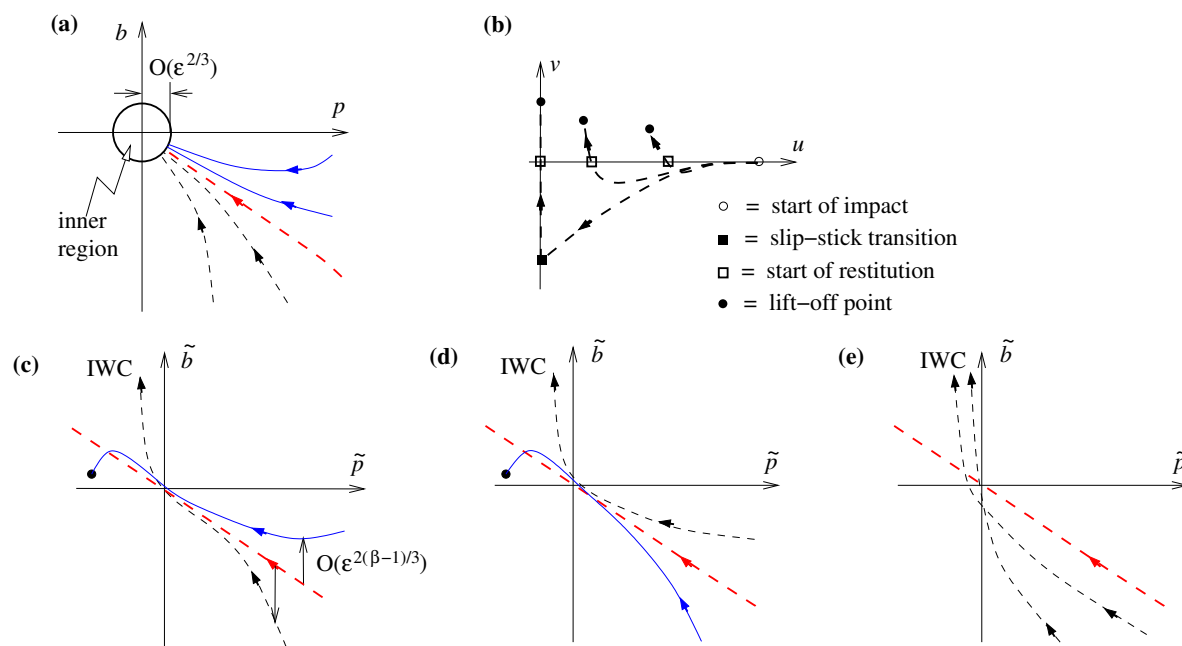 (a)
b
O(ε^{2/3})
p
inner
region
(b)
v
u
○ = start of impact
■ = slip−stick transition
□ = start of restitution
● = lift−off point
(c)
IWC
b̃
p̃
O(ε^{2(β−1)/3})
(d)
IWC
b̃
p̃
(e)
IWC
b̃
p̃